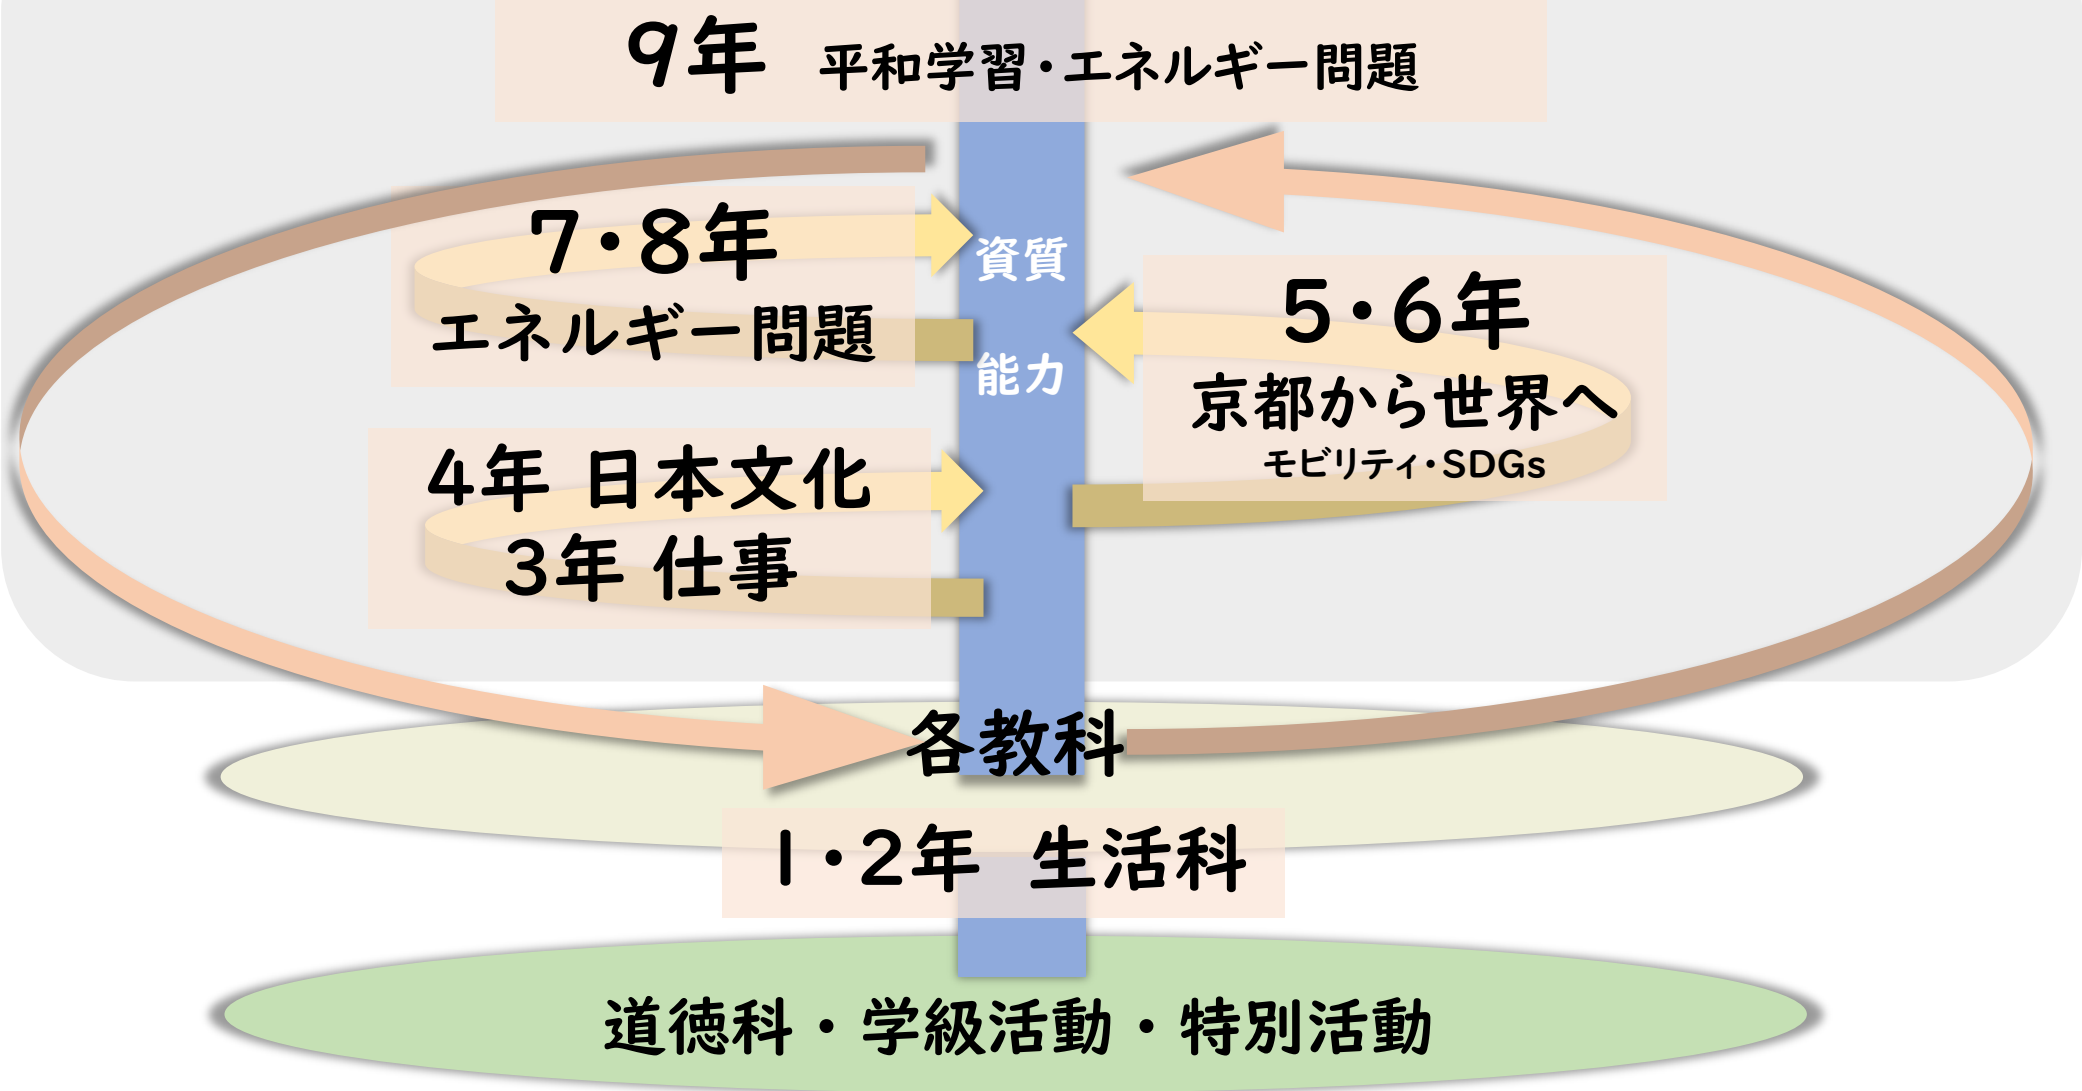 9年 平和学習・エネルギー問題
7・8年
エネルギー問題
資質
能力
5・6年
京都から世界へ
モビリティ・SDGs
4年 日本文化
3年 仕事
各教科
1・2年 生活科
道徳科・学級活動・特別活動